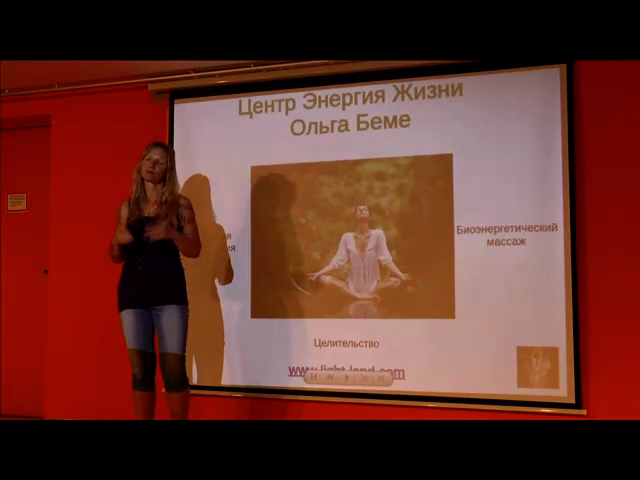 Центр Энергия Жизни
Ольга Беме
Биоэнергетический
массаж
Целительство